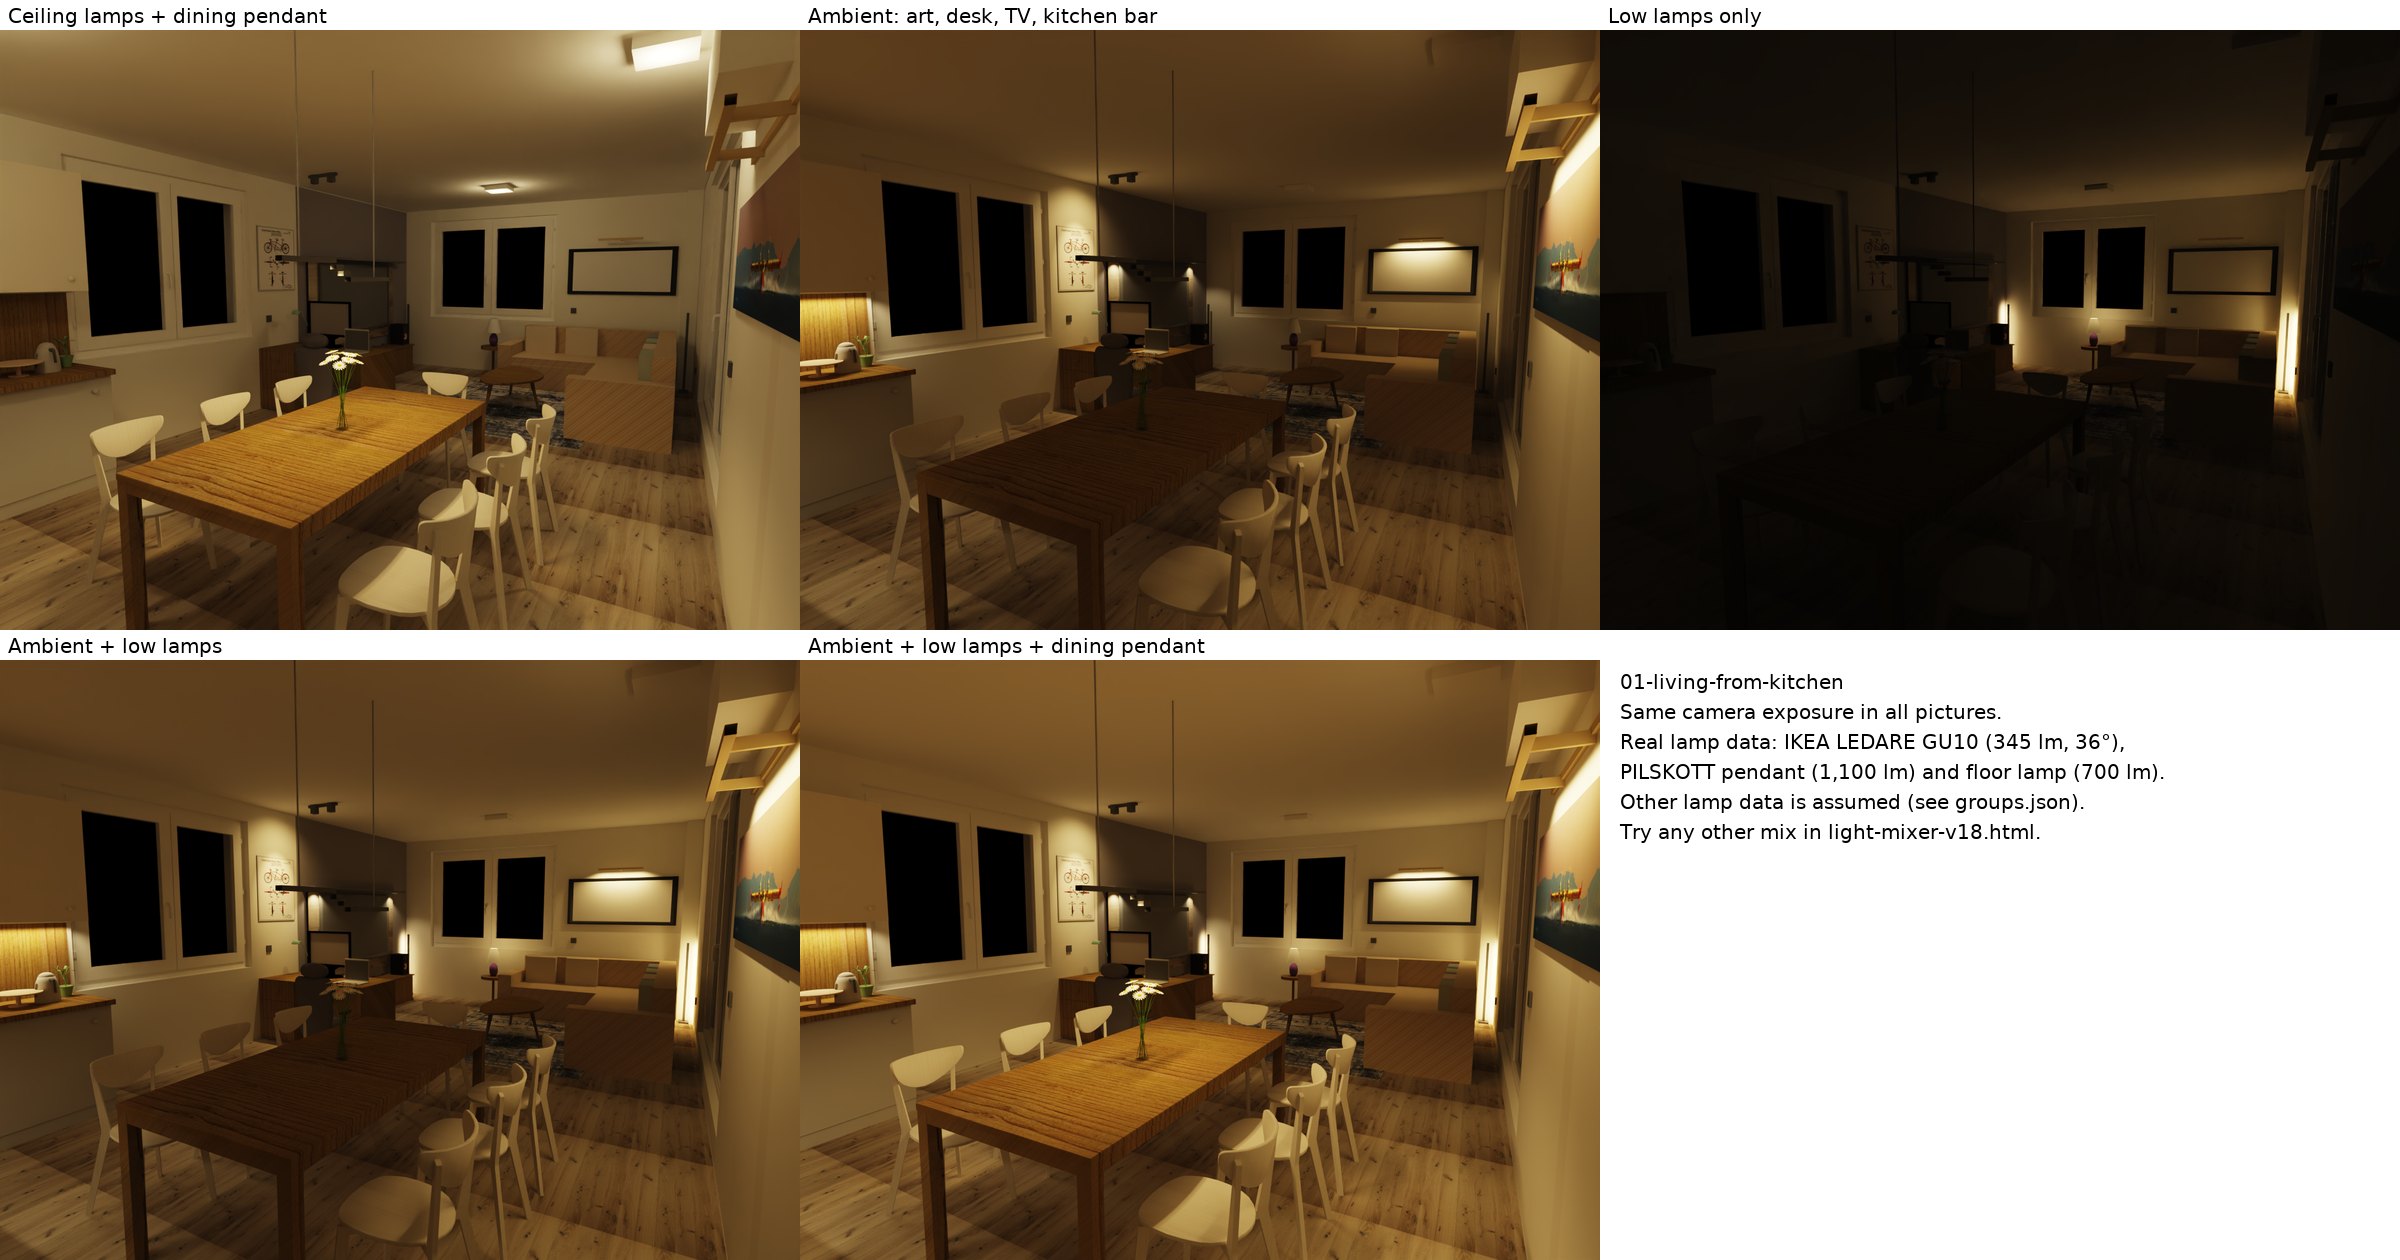 Ceiling lamps + dining pendant
Ambient: art, desk, TV, kitchen bar
Low lamps only
Ambient + low lamps
Ambient + low lamps + dining pendant
01-living-from-kitchen
Same camera exposure in all pictures.
Real lamp data: IKEA LEDARE GU10 (345 lm, 36°),
PILSKOTT pendant (1,100 lm) and floor lamp (700 lm).
Other lamp data is assumed (see groups.json).
Try any other mix in light-mixer-v18.html.